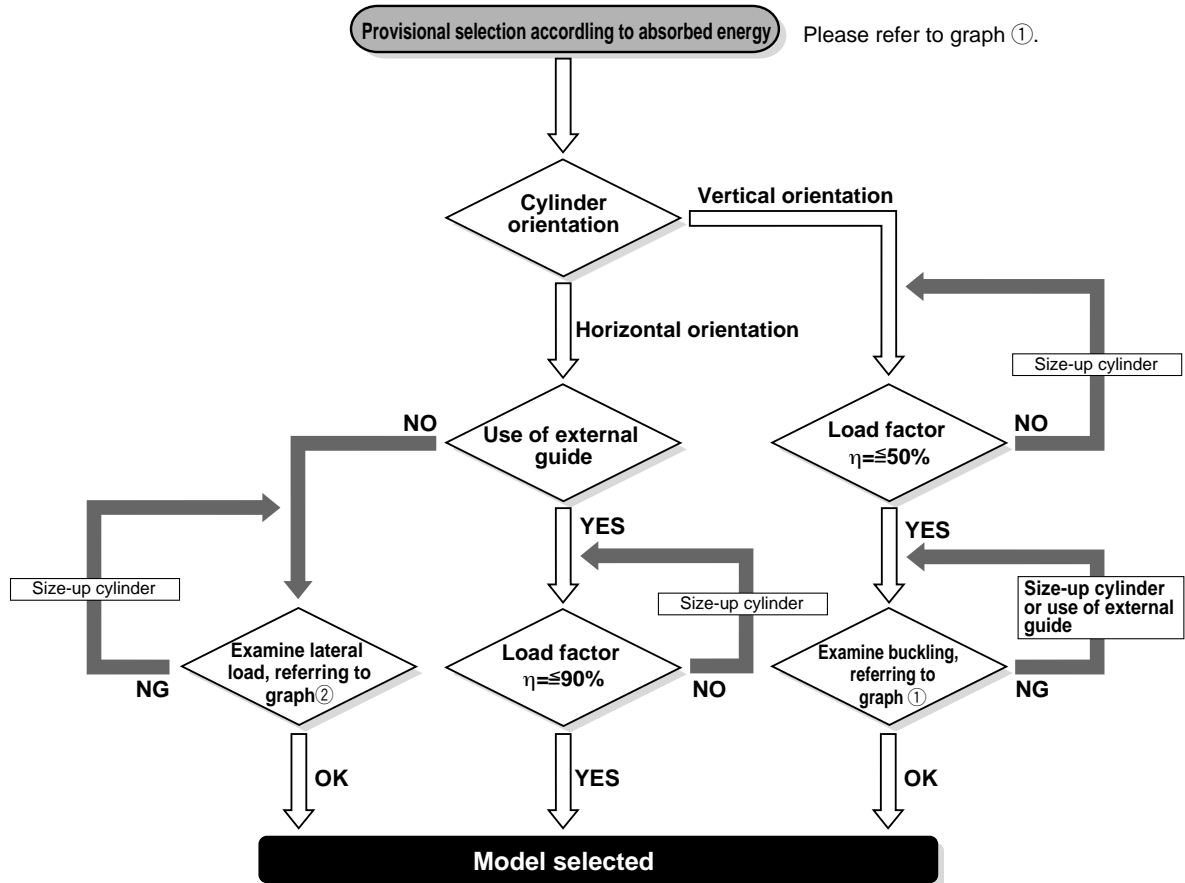 Provisional selection accordling to absorbed energy
Please refer to graph ①.
Cylinder
orientation
Vertical orientation
Horizontal orientation
Size-up cylinder
NO
Use of external
guide
Load factor
η=≦50%
NO
YES
YES
Size-up cylinder
Size-up cylinder
Size-up cylinder
or use of external
guide
Examine lateral
load, referring to
graph②
NG
Load factor
η=≦90%
NO
Examine buckling,
referring to
graph ①
NG
OK
YES
OK
Model selected